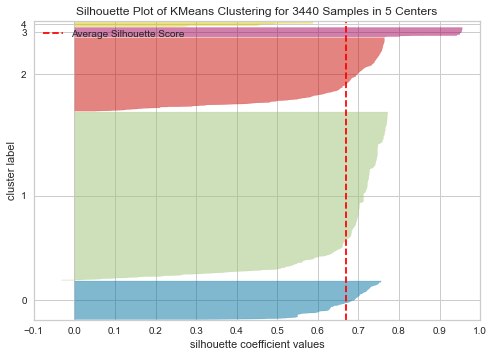 Silhouette Plot of KMeans Clustering for 3440 Samples in 5 Centers
4
3
Average Silhouette Score
2
1
0
cluster label
-0.1 0.0 0.1 0.2 0.3 0.4 0.5 0.6 0.7 0.8 0.9 1.0
silhouette coefficient values